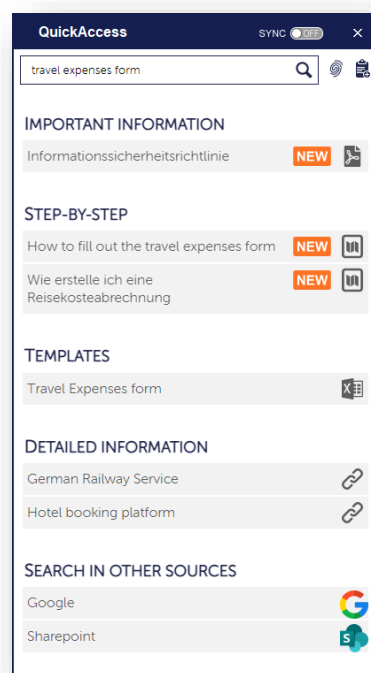 QuickAccess SYNC OFF
travel expenses form
IMPORTANT INFORMATION
Informationssicherheitsrichtlinie NEW
STEP-BY-STEP
How to fill out the travel expenses form NEW
Wie erstelle ich eine NEW
Reisekosteabrechnung
TEMPLATES
Travel Expenses form
DETAILED INFORMATION
German Railway Service
Hotel booking platform
SEARCH IN OTHER SOURCES
Google
Sharepoint